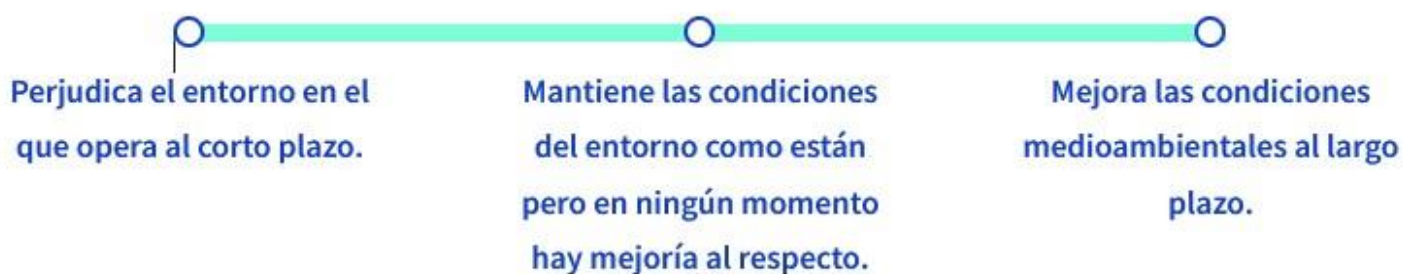 Perjudica el entorno en el
que opera al corto plazo.
Mantiene las condiciones
del entorno como están
pero en ningún momento
hay mejoría al respecto.
Mejora las condiciones
medioambientales al largo
plazo.